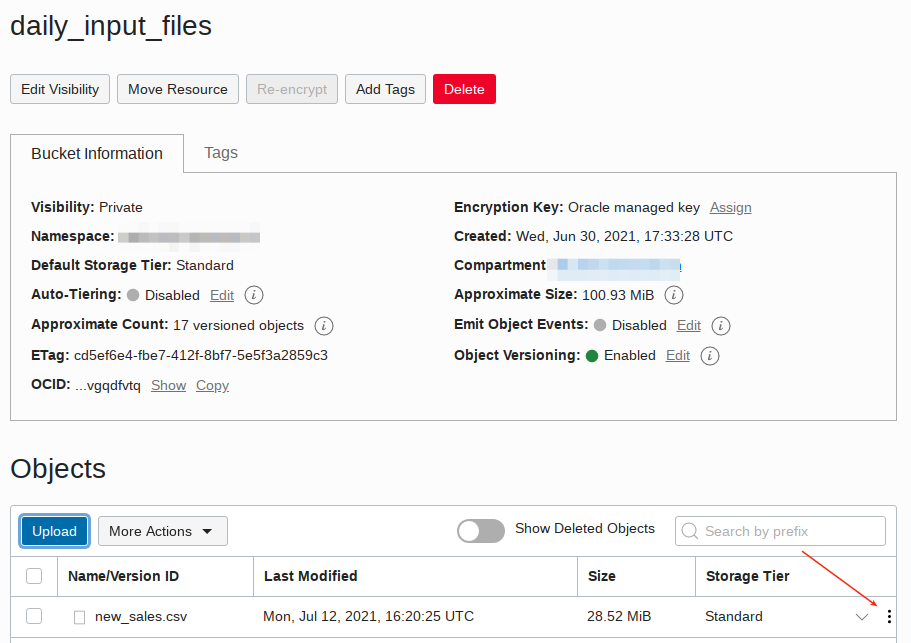 daily_input_files
Edit Visibility Move Resource Re-encrypt Add Tags Delete
Bucket Information Tags
Visibility: Private
Namespace:
Default Storage Tier: Standard
Auto-Tiering: Disabled Edit i
Approximate Count: 17 versioned objects i
ETag: cd5ef6e4-fbe7-412f-8bf7-5e5f3a2859c3
OCID: ...vgqdfvtq Show Copy
Encryption Key: Oracle managed key Assign
Created: Wed, Jun 30, 2021, 17:33:28 UTC
Compartment
Approximate Size: 100.93 MiB i
Emit Object Events: Disabled Edit i
Object Versioning: Enabled Edit i
Objects
Upload More Actions Show Deleted Objects Search by prefix
Name/Version ID Last Modified Size Storage Tier
new_sales.csv Mon, Jul 12, 2021, 16:20:25 UTC 28.52 MiB Standard